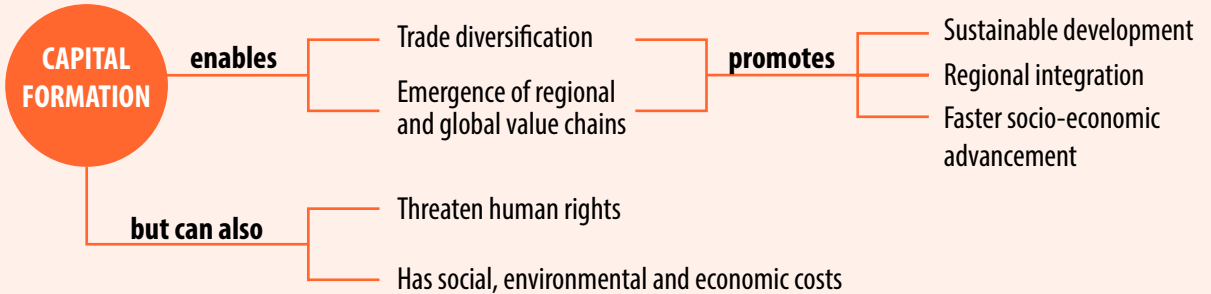 CAPITAL
FORMATION
enables
Trade diversification
Emergence of regional
and global value chains
promotes
Sustainable development
Regional integration
Faster socio-economic
advancement
but can also
Threaten human rights
Has social, environmental and economic costs